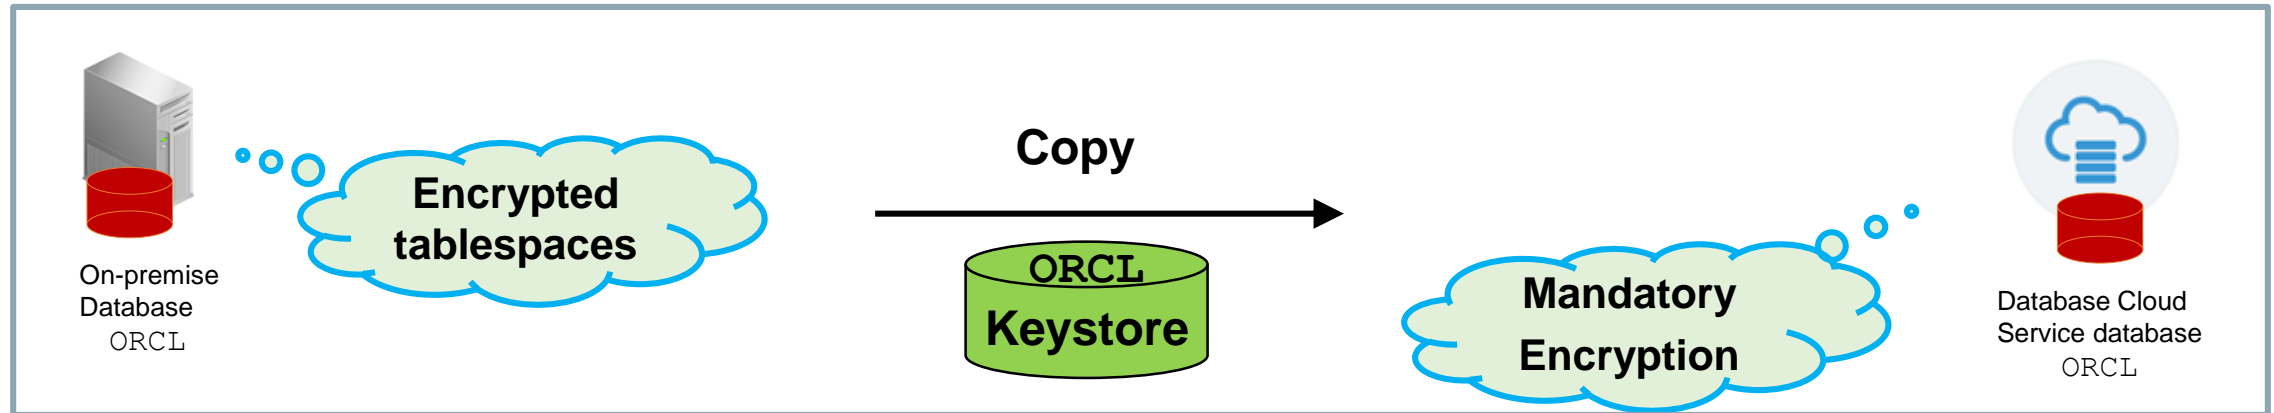 On-premise
Database
ORCL
Encrypted
tablespaces
Copy
ORCL
Keystore
Mandatory
Encryption
Database Cloud
Service database
ORCL